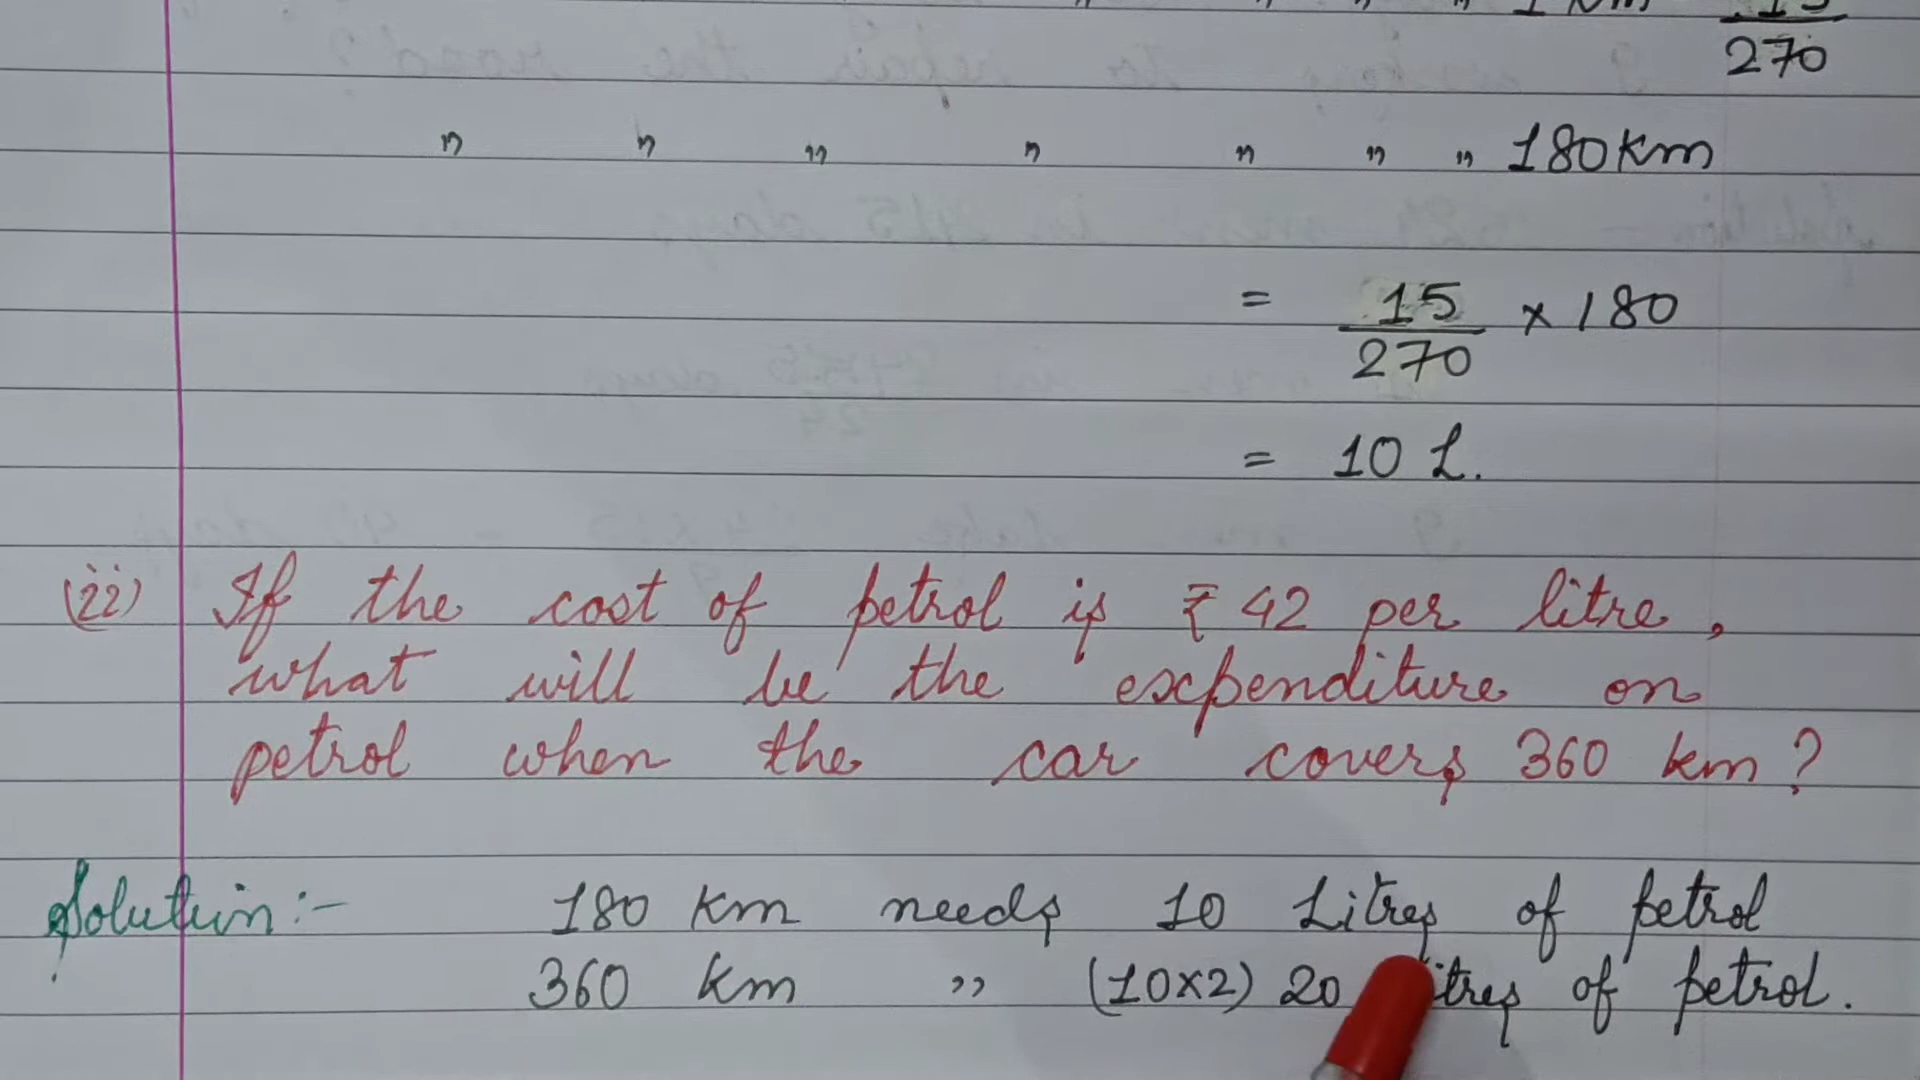 270
" " " " " " " 180 km
= 15/270 × 180
= 10 L.
(ii) If the cost of petrol is ₹ 42 per litre,
what will be the expenditure on
petrol when the car covers 360 km?
Solution:- 180 km needs 10 Litres of petrol
360 km " (10×2) 20 of petrol.